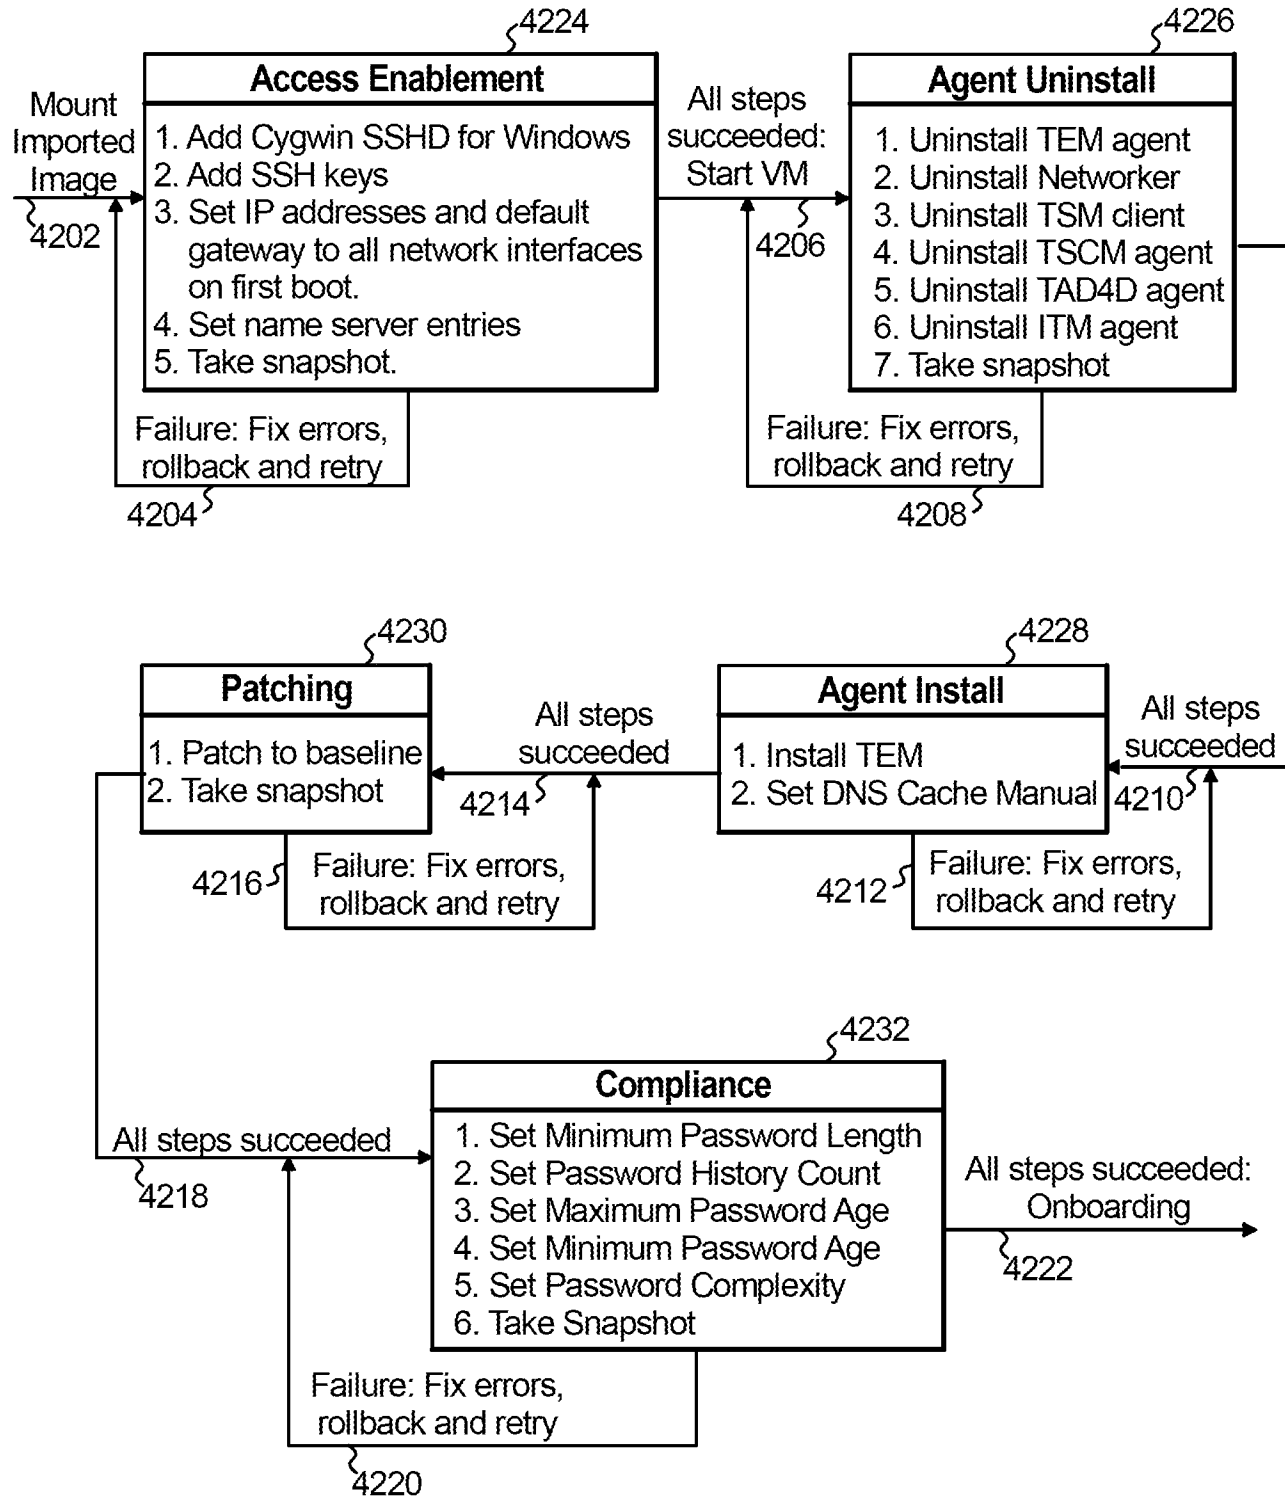 4224
Access Enablement
Mount
Imported
Image
4202
1. Add Cygwin SSHD for Windows
2. Add SSH keys
3. Set IP addresses and default
gateway to all network interfaces
on first boot.
4. Set name server entries
5. Take snapshot.
Failure: Fix errors,
rollback and retry
4204
All steps
succeeded:
Start VM
4206
4226
Agent Uninstall
1. Uninstall TEM agent
2. Uninstall Networker
3. Uninstall TSM client
4. Uninstall TSCM agent
5. Uninstall TAD4D agent
6. Uninstall ITM agent
7. Take snapshot
Failure: Fix errors,
rollback and retry
4208
4230
Patching
1. Patch to baseline
2. Take snapshot
4216
Failure: Fix errors,
rollback and retry
All steps
succeeded
4214
4228
Agent Install
1. Install TEM
2. Set DNS Cache Manual
4212
Failure: Fix errors,
rollback and retry
All steps
succeeded
4210
4232
Compliance
All steps succeeded
4218
1. Set Minimum Password Length
2. Set Password History Count
3. Set Maximum Password Age
4. Set Minimum Password Age
5. Set Password Complexity
6. Take Snapshot
All steps succeeded:
Onboarding
4222
Failure: Fix errors,
rollback and retry
4220